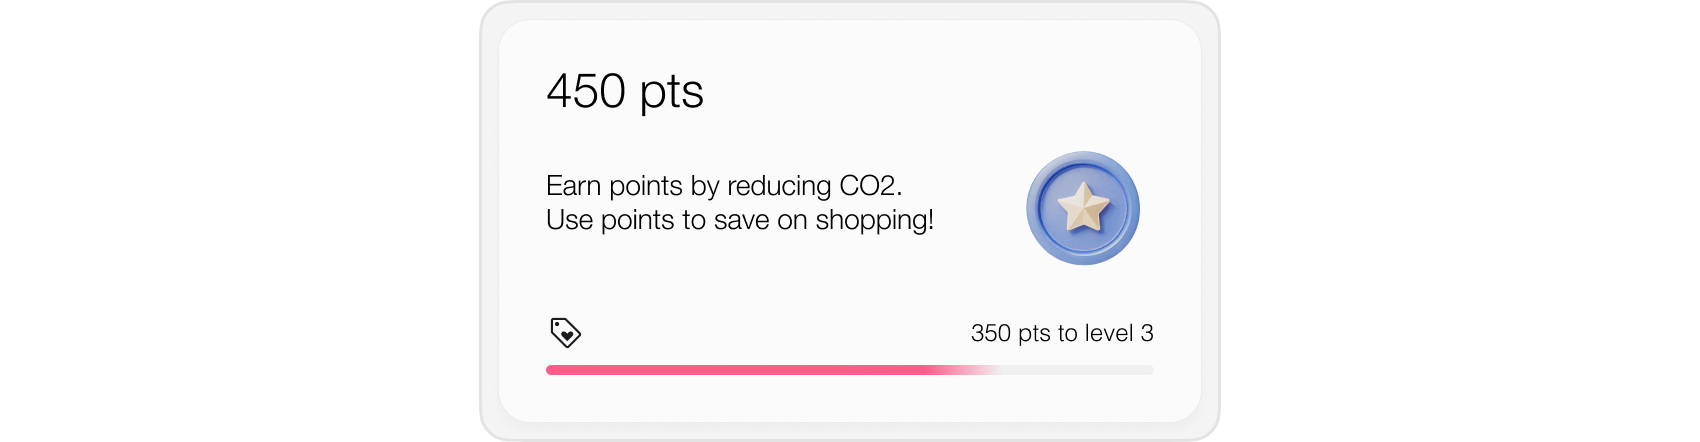 450 pts
Earn points by reducing CO2.
Use points to save on shopping!
350 pts to level 3